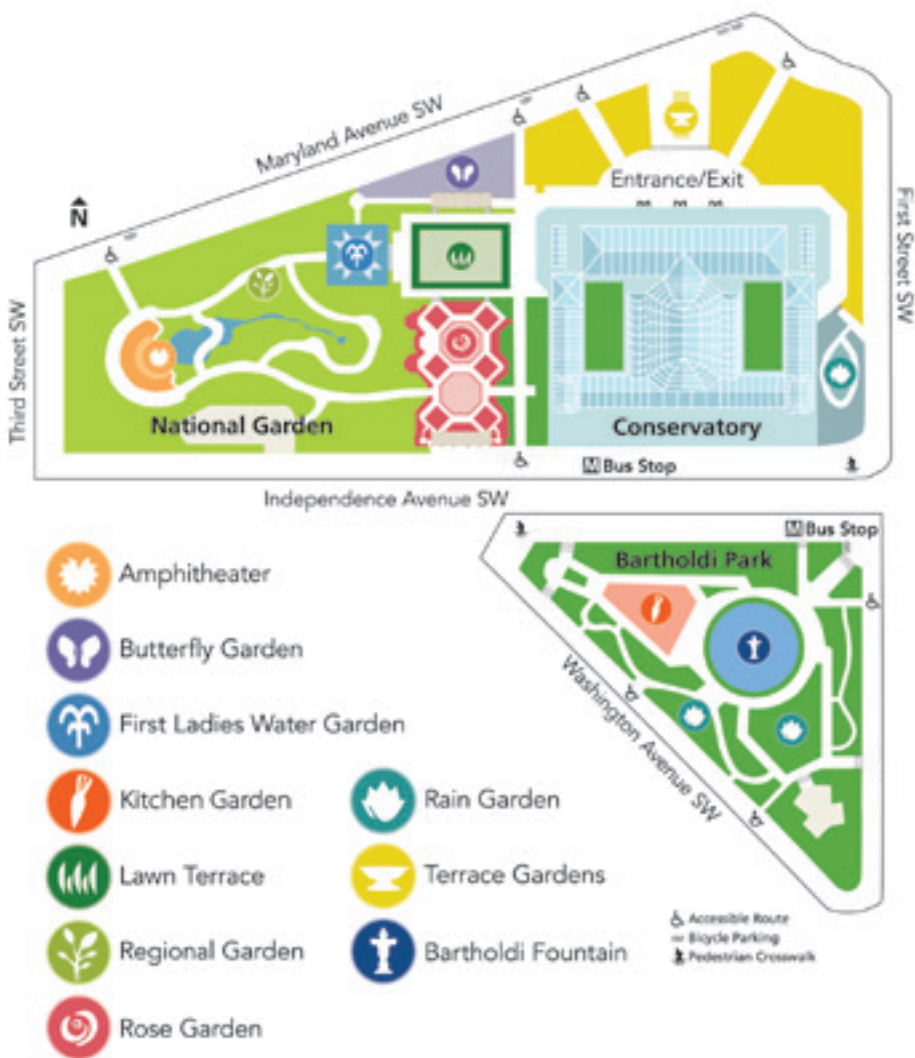 Maryland Avenue SW
N
Entrance/Exit
First Street SW
Third Street SW
National Garden
Conservatory
M Bus Stop
Independence Avenue SW
M Bus Stop
Bartholdi Park
Washington Avenue SW
Amphitheater
Butterfly Garden
First Ladies Water Garden
Kitchen Garden
Rain Garden
Lawn Terrace
Terrace Gardens
Regional Garden
Bartholdi Fountain
Rose Garden
Accessible Route
Bicycle Parking
Pedestrian Crosswalk